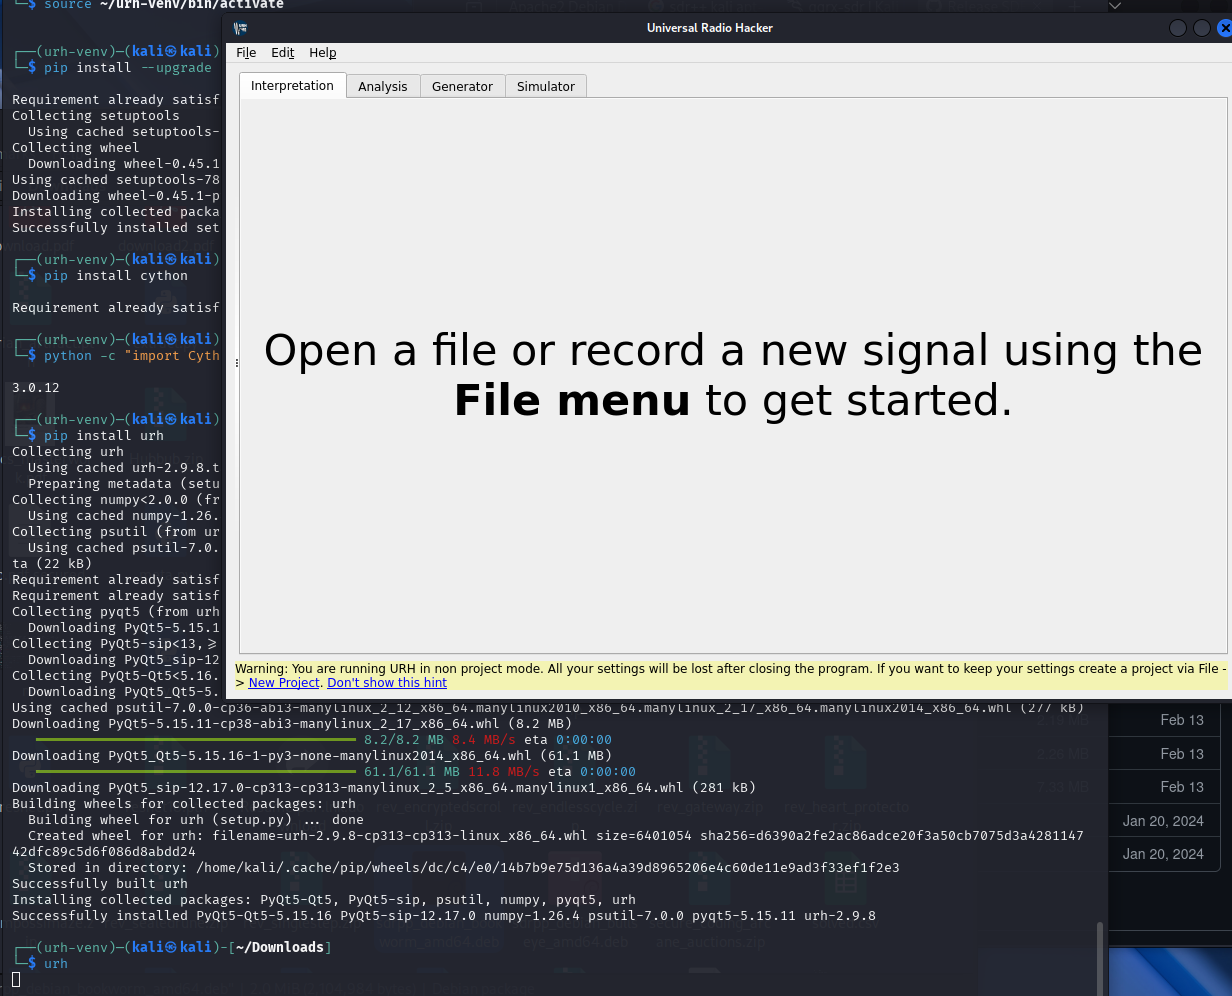 └─$ source ~/urh-venv/bin/activate
┌──(urh-venv)─(kali㉿kali)
└─$ pip install --upgrade
Requirement already satisf
Collecting setuptools
  Using cached setuptools-
Collecting wheel
  Downloading wheel-0.45.1
Using cached setuptools-78
Downloading wheel-0.45.1-p
Installing collected packa
Successfully installed set
┌──(urh-venv)─(kali㉿kali)
└─$ pip install cython
Requirement already satisf
┌──(urh-venv)─(kali㉿kali)
└─$ python -c "import Cyth
3.0.12
┌──(urh-venv)─(kali㉿kali)
└─$ pip install urh
Collecting urh
  Using cached urh-2.9.8.t
  Preparing metadata (setu
Collecting numpy<2.0.0 (fr
  Using cached numpy-1.26.
Collecting psutil (from ur
  Using cached psutil-7.0.
ta (22 kB)
Requirement already satisf
Requirement already satisf
Collecting pyqt5 (from urh
  Downloading PyQt5-5.15.1
Collecting PyQt5-sip<13,>
  Downloading PyQt5_sip-12
Collecting PyQt5-Qt5<5.16.
  Downloading PyQt5_Qt5-5.
Using cached psutil-7.0.0-cp36-abi3-manylinux_2_12_x86_64.manylinux2010_x86_64.manylinux_2_17_x86_64.manylinux2014_x86_64.whl (277 kB)
Downloading PyQt5-5.15.11-cp38-abi3-manylinux_2_17_x86_64.whl (8.2 MB)
8.2/8.2 MB 8.4 MB/s eta 0:00:00
Downloading PyQt5_Qt5-5.15.16-1-py3-none-manylinux2014_x86_64.whl (61.1 MB)
61.1/61.1 MB 11.8 MB/s eta 0:00:00
Downloading PyQt5_sip-12.17.0-cp313-cp313-manylinux_2_5_x86_64.manylinux1_x86_64.whl (281 kB)
Building wheels for collected packages: urh
  Building wheel for urh (setup.py) ... done
  Created wheel for urh: filename=urh-2.9.8-cp313-cp313-linux_x86_64.whl size=6401054 sha256=d6390a2fe2ac86adce20f3a50cb7075d3a4281147
42dfc89c5d6f086d8abdd24
  Stored in directory: /home/kali/.cache/pip/wheels/dc/c4/e0/14b7b9e75d136a4a39d8965206e4c60de11e9ad3f33ef1f2e3
Successfully built urh
Installing collected packages: PyQt5-Qt5, PyQt5-sip, psutil, numpy, pyqt5, urh
Successfully installed PyQt5-Qt5-5.15.16 PyQt5-sip-12.17.0 numpy-1.26.4 psutil-7.0.0 pyqt5-5.15.11 urh-2.9.8
┌──(urh-venv)─(kali㉿kali)-[~/Downloads]
└─$ urh
Universal Radio Hacker
File Edit Help
Interpretation Analysis Generator Simulator
Open a file or record a new signal using the
File menu to get started.
Warning: You are running URH in non project mode. All your settings will be lost after closing the program. If you want to keep your settings create a project via File -
> New Project. Don't show this hint
2.19 MB Feb 13
2.26 MB Feb 13
7.33 MB Feb 13
Jan 20, 2024
Jan 20, 2024